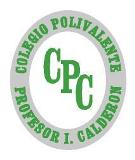 COLEGIO POLIVALENTE
CPC
PROFESOR I. CALDERON